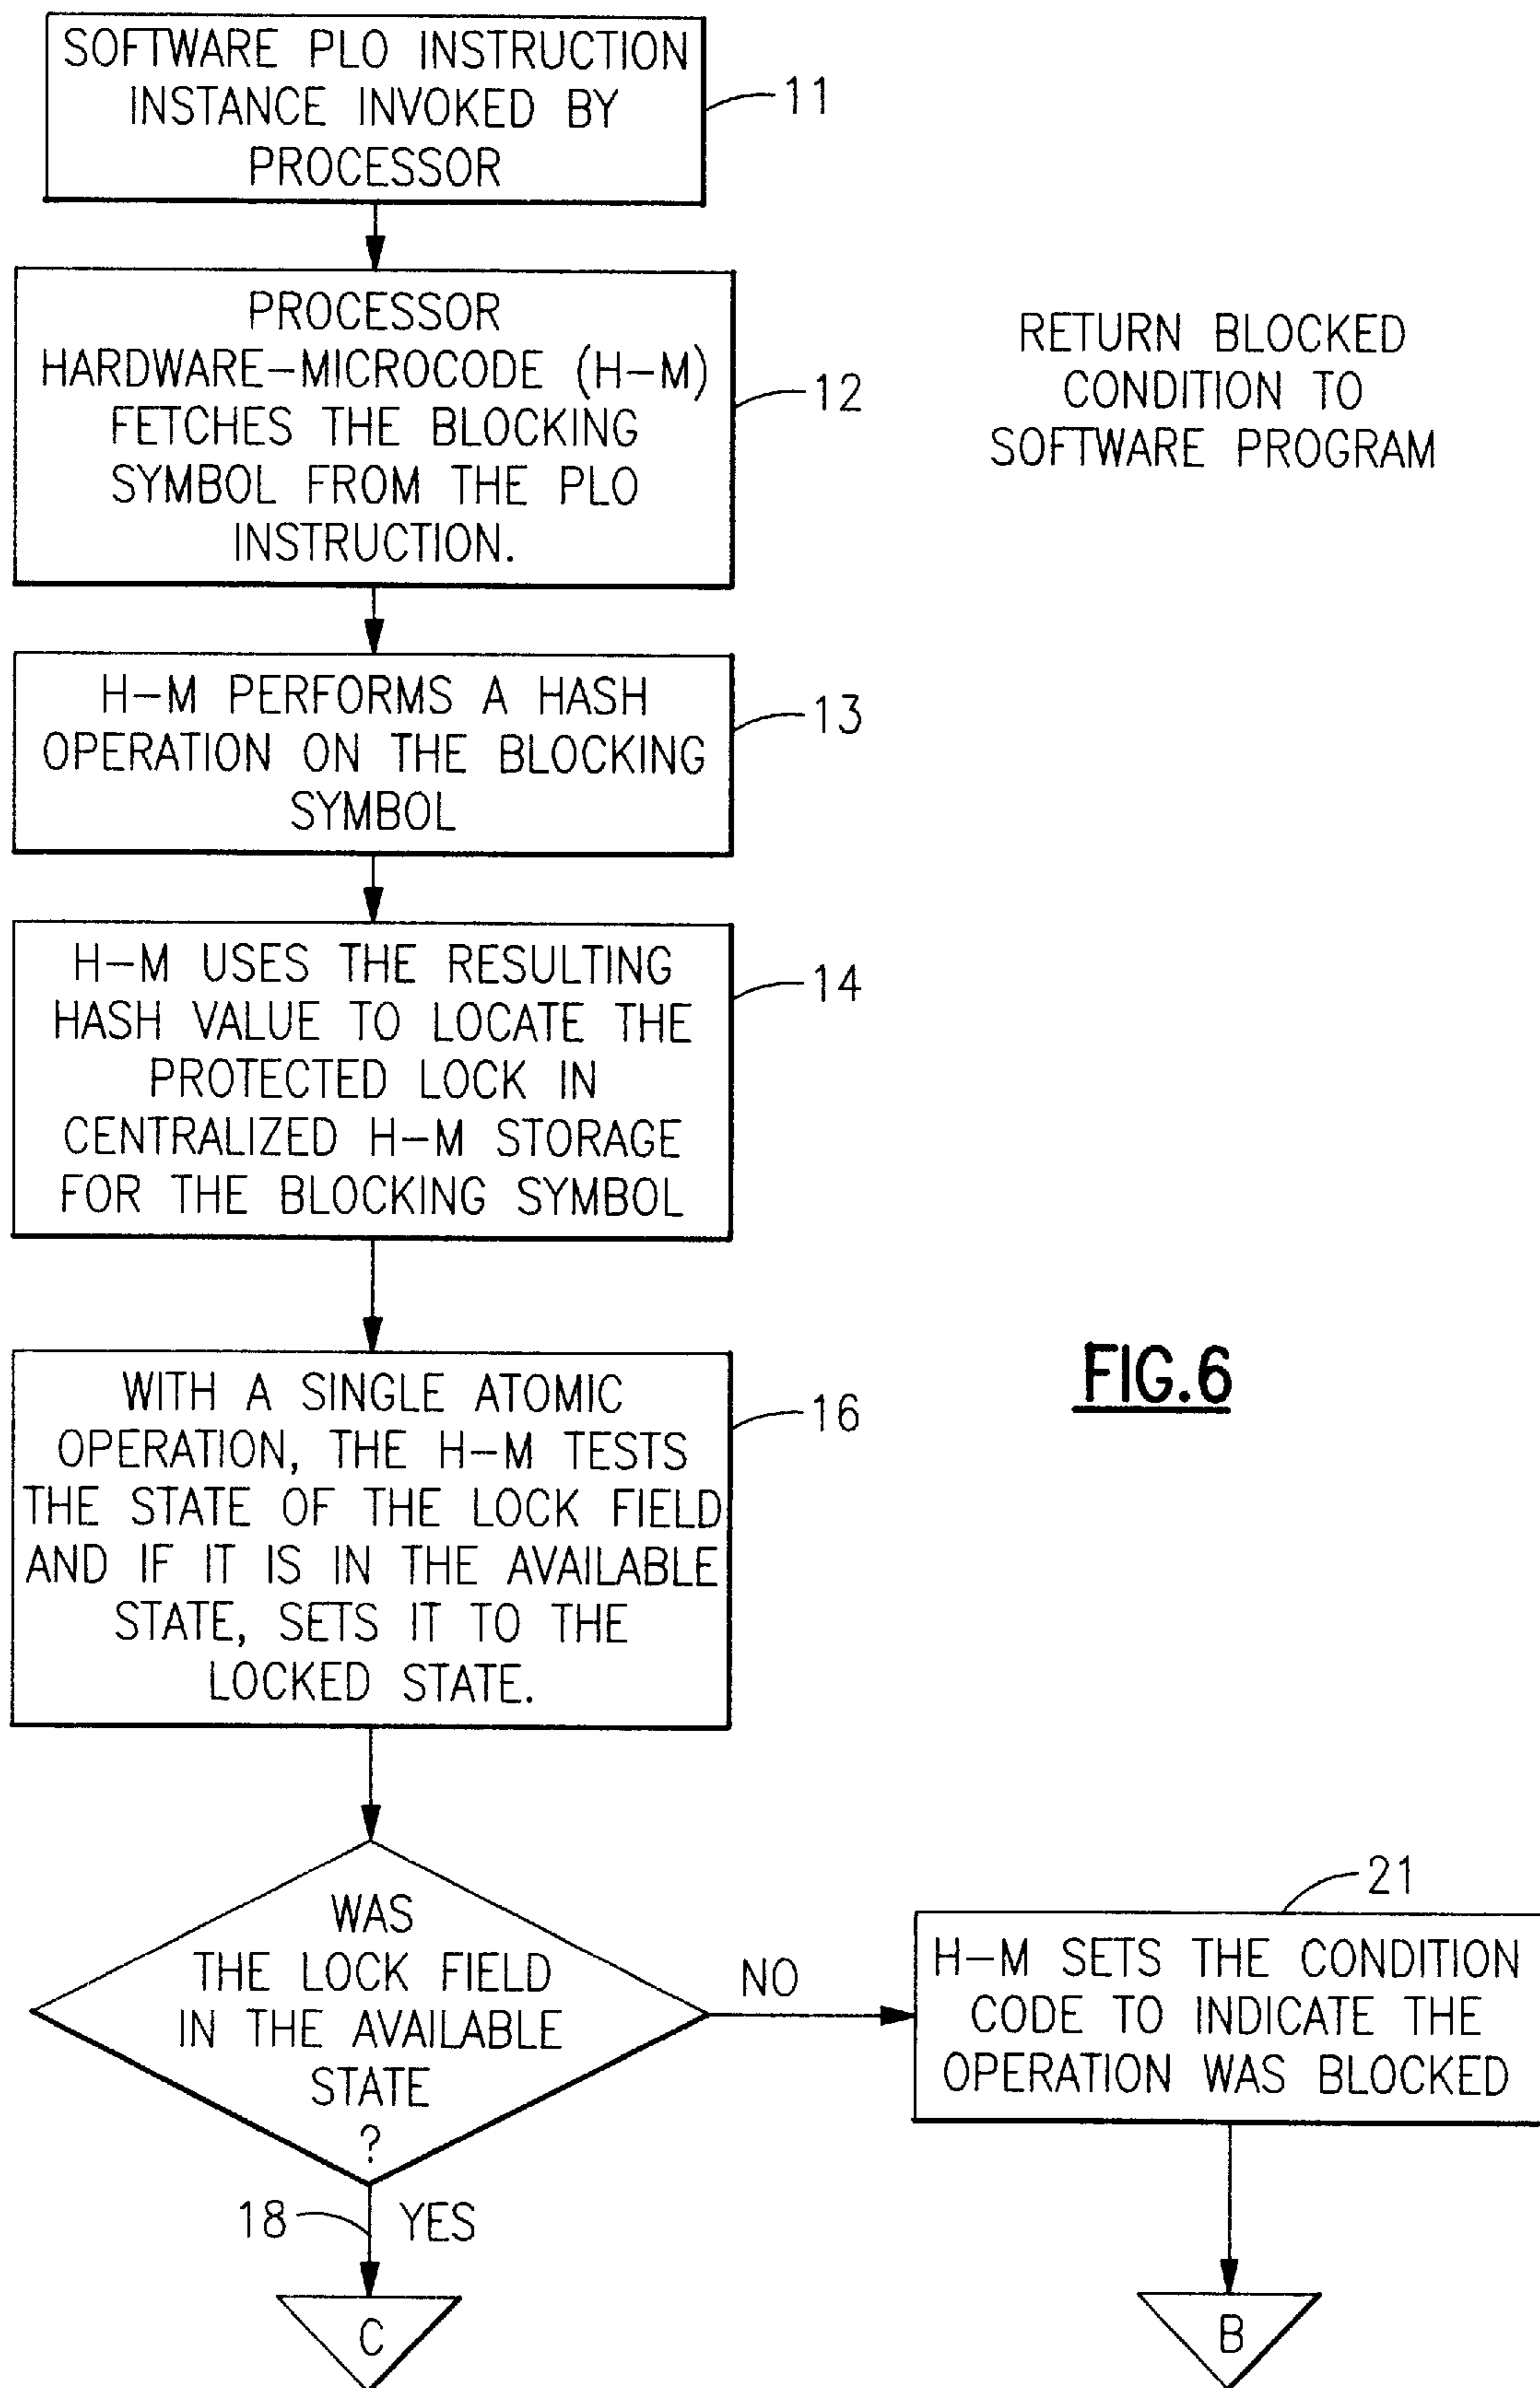 SOFTWARE PLO INSTRUCTION
INSTANCE INVOKED BY
PROCESSOR
11
PROCESSOR
HARDWARE-MICROCODE (H-M)
FETCHES THE BLOCKING
SYMBOL FROM THE PLO
INSTRUCTION.
12
RETURN BLOCKED
CONDITION TO
SOFTWARE PROGRAM
H-M PERFORMS A HASH
OPERATION ON THE BLOCKING
SYMBOL
13
H-M USES THE RESULTING
HASH VALUE TO LOCATE THE
PROTECTED LOCK IN
CENTRALIZED H-M STORAGE
FOR THE BLOCKING SYMBOL
14
WITH A SINGLE ATOMIC
OPERATION, THE H-M TESTS
THE STATE OF THE LOCK FIELD
AND IF IT IS IN THE AVAILABLE
STATE, SETS IT TO THE
LOCKED STATE.
16
FIG.6
WAS
THE LOCK FIELD
IN THE AVAILABLE
STATE
?
NO
21
H-M SETS THE CONDITION
CODE TO INDICATE THE
OPERATION WAS BLOCKED
18
YES
C
B